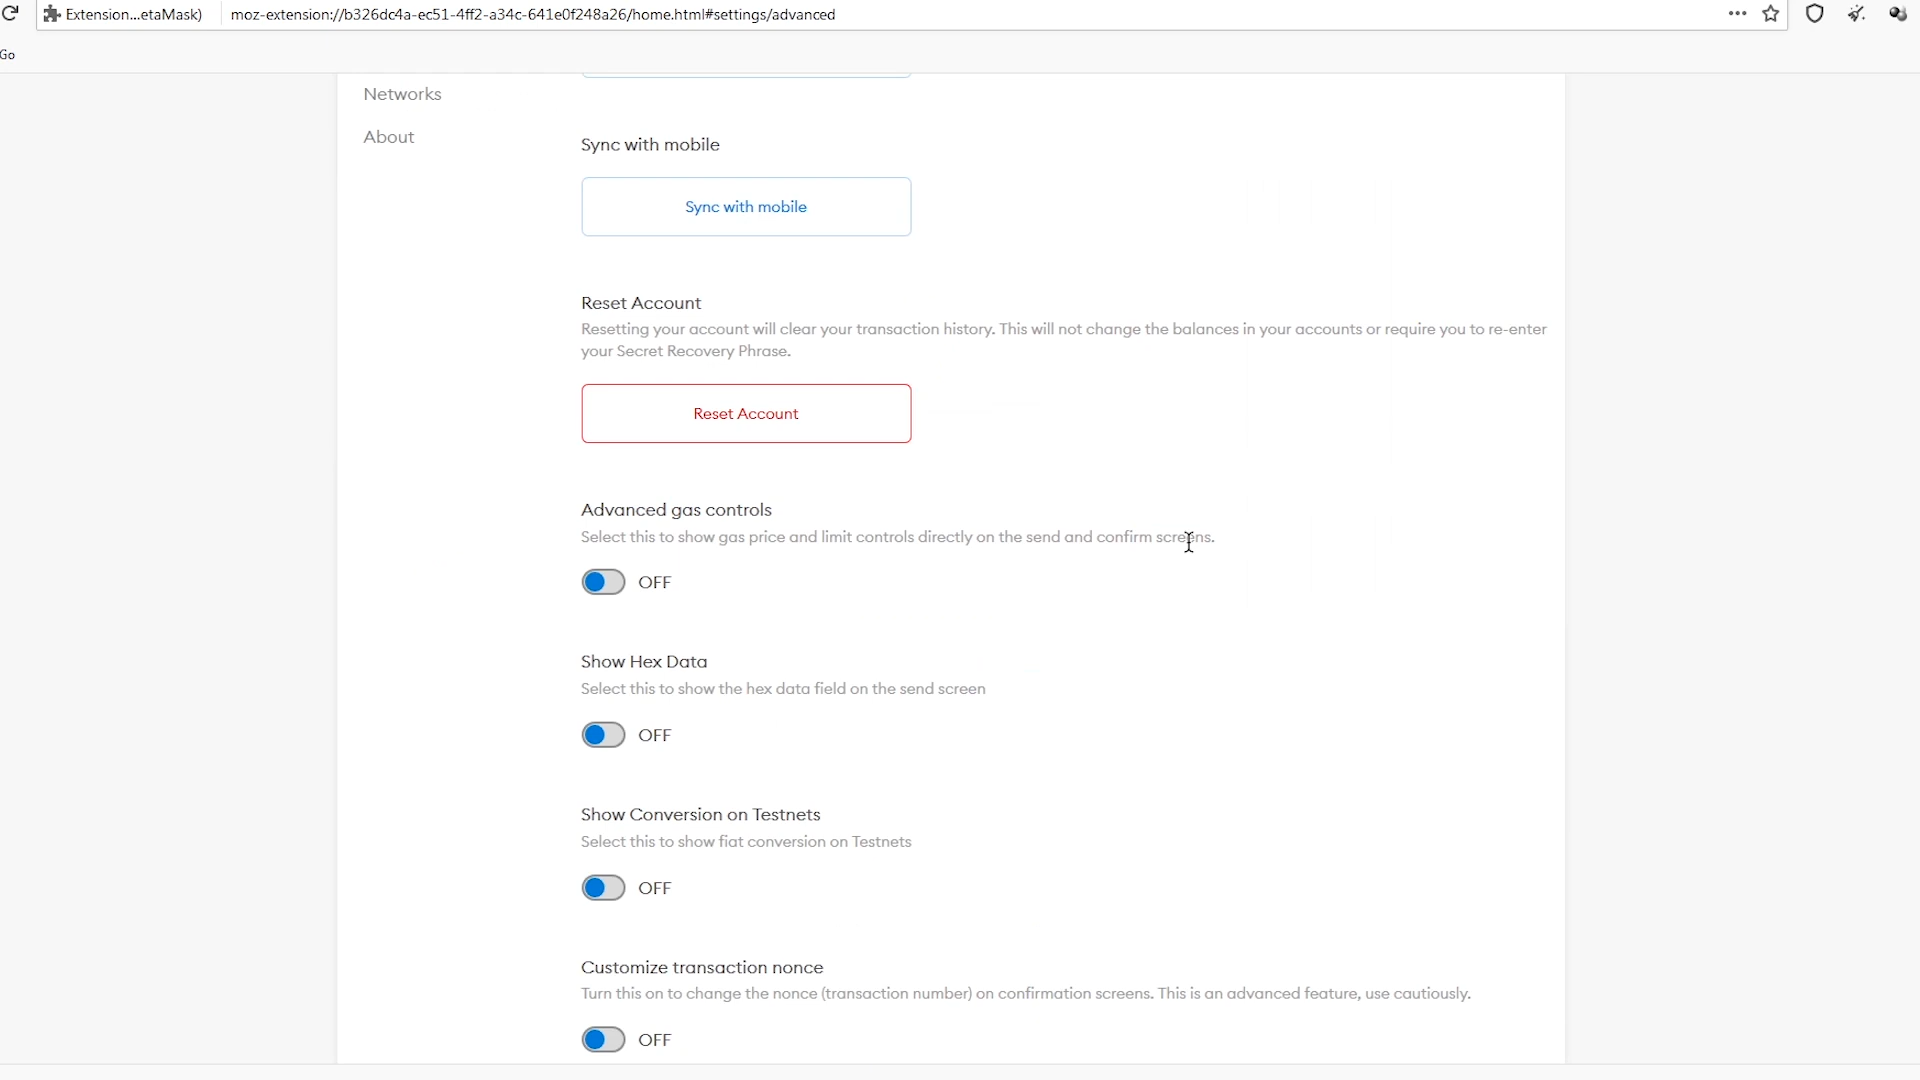 Extension...etaMask)
moz-extension://b326dc4a-ec51-4ff2-a34c-641e0f248a26/home.html#settings/advanced
Go
Networks
About
Sync with mobile
Sync with mobile
Reset Account
Resetting your account will clear your transaction history. This will not change the balances in your accounts or require you to re-enter
your Secret Recovery Phrase.
Reset Account
Advanced gas controls
Select this to show gas price and limit controls directly on the send and confirm screens.
OFF
Show Hex Data
Select this to show the hex data field on the send screen
OFF
Show Conversion on Testnets
Select this to show fiat conversion on Testnets
OFF
Customize transaction nonce
Turn this on to change the nonce (transaction number) on confirmation screens. This is an advanced feature, use cautiously.
OFF